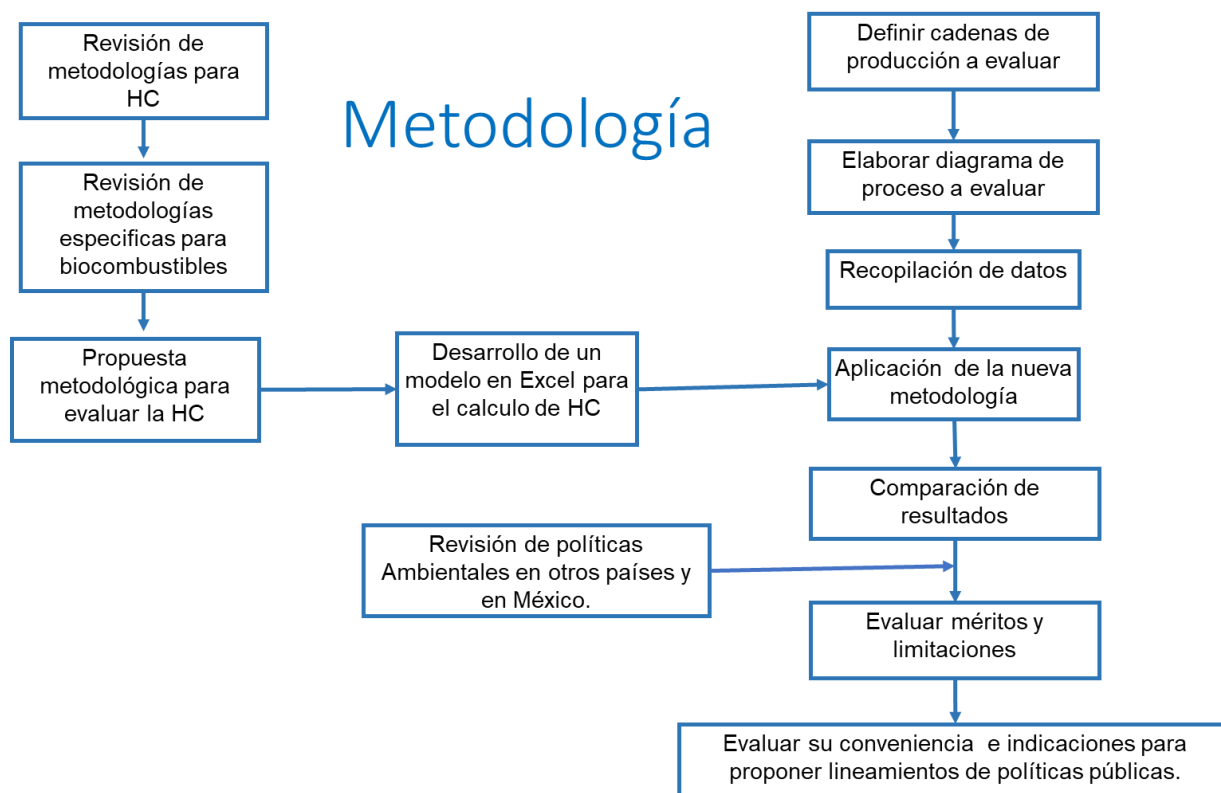 Revisión de
metodologías para
HC
Revisión de
metodologías
especificas para
biocombustibles
Propuesta
metodológica para
evaluar la HC
Metodología
Desarrollo de un
modelo en Excel para
el calculo de HC
Definir cadenas de
producción a evaluar
Elaborar diagrama de
proceso a evaluar
Recopilación de datos
Aplicación de la nueva
metodología
Comparación de
resultados
Revisión de políticas
Ambientales en otros países y
en México.
Evaluar méritos y
limitaciones
Evaluar su conveniencia e indicaciones para
proponer lineamientos de políticas públicas.